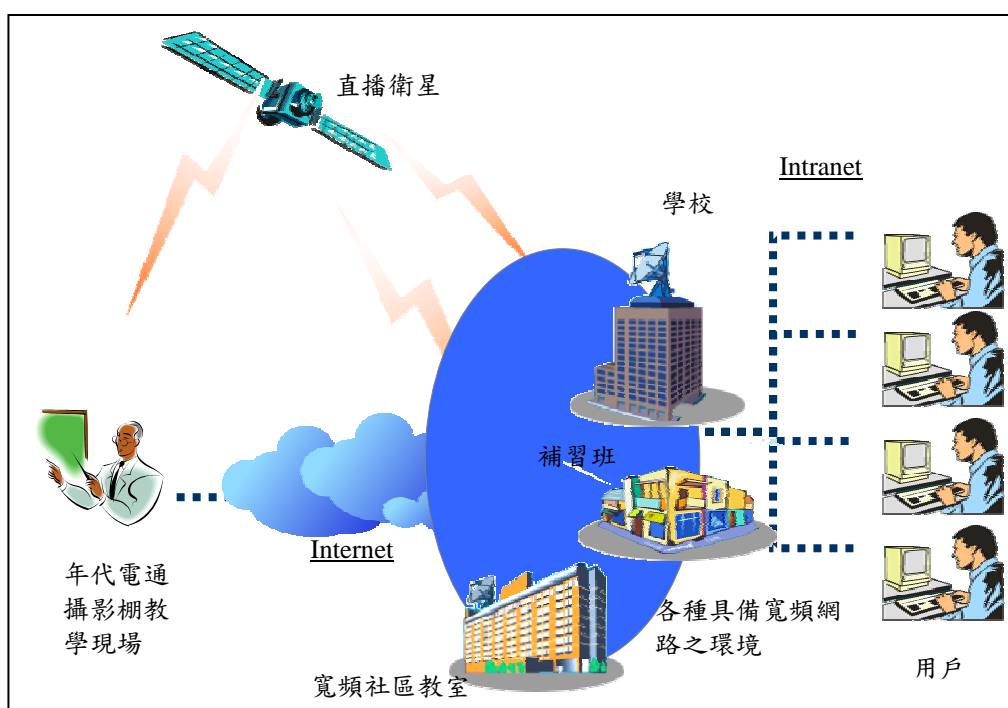 直播衛星
Intranet
學校
補習班
Internet
年代電通
攝影棚教
學現場
各種具備寬頻網
路之環境
寬頻社區教室
用戶